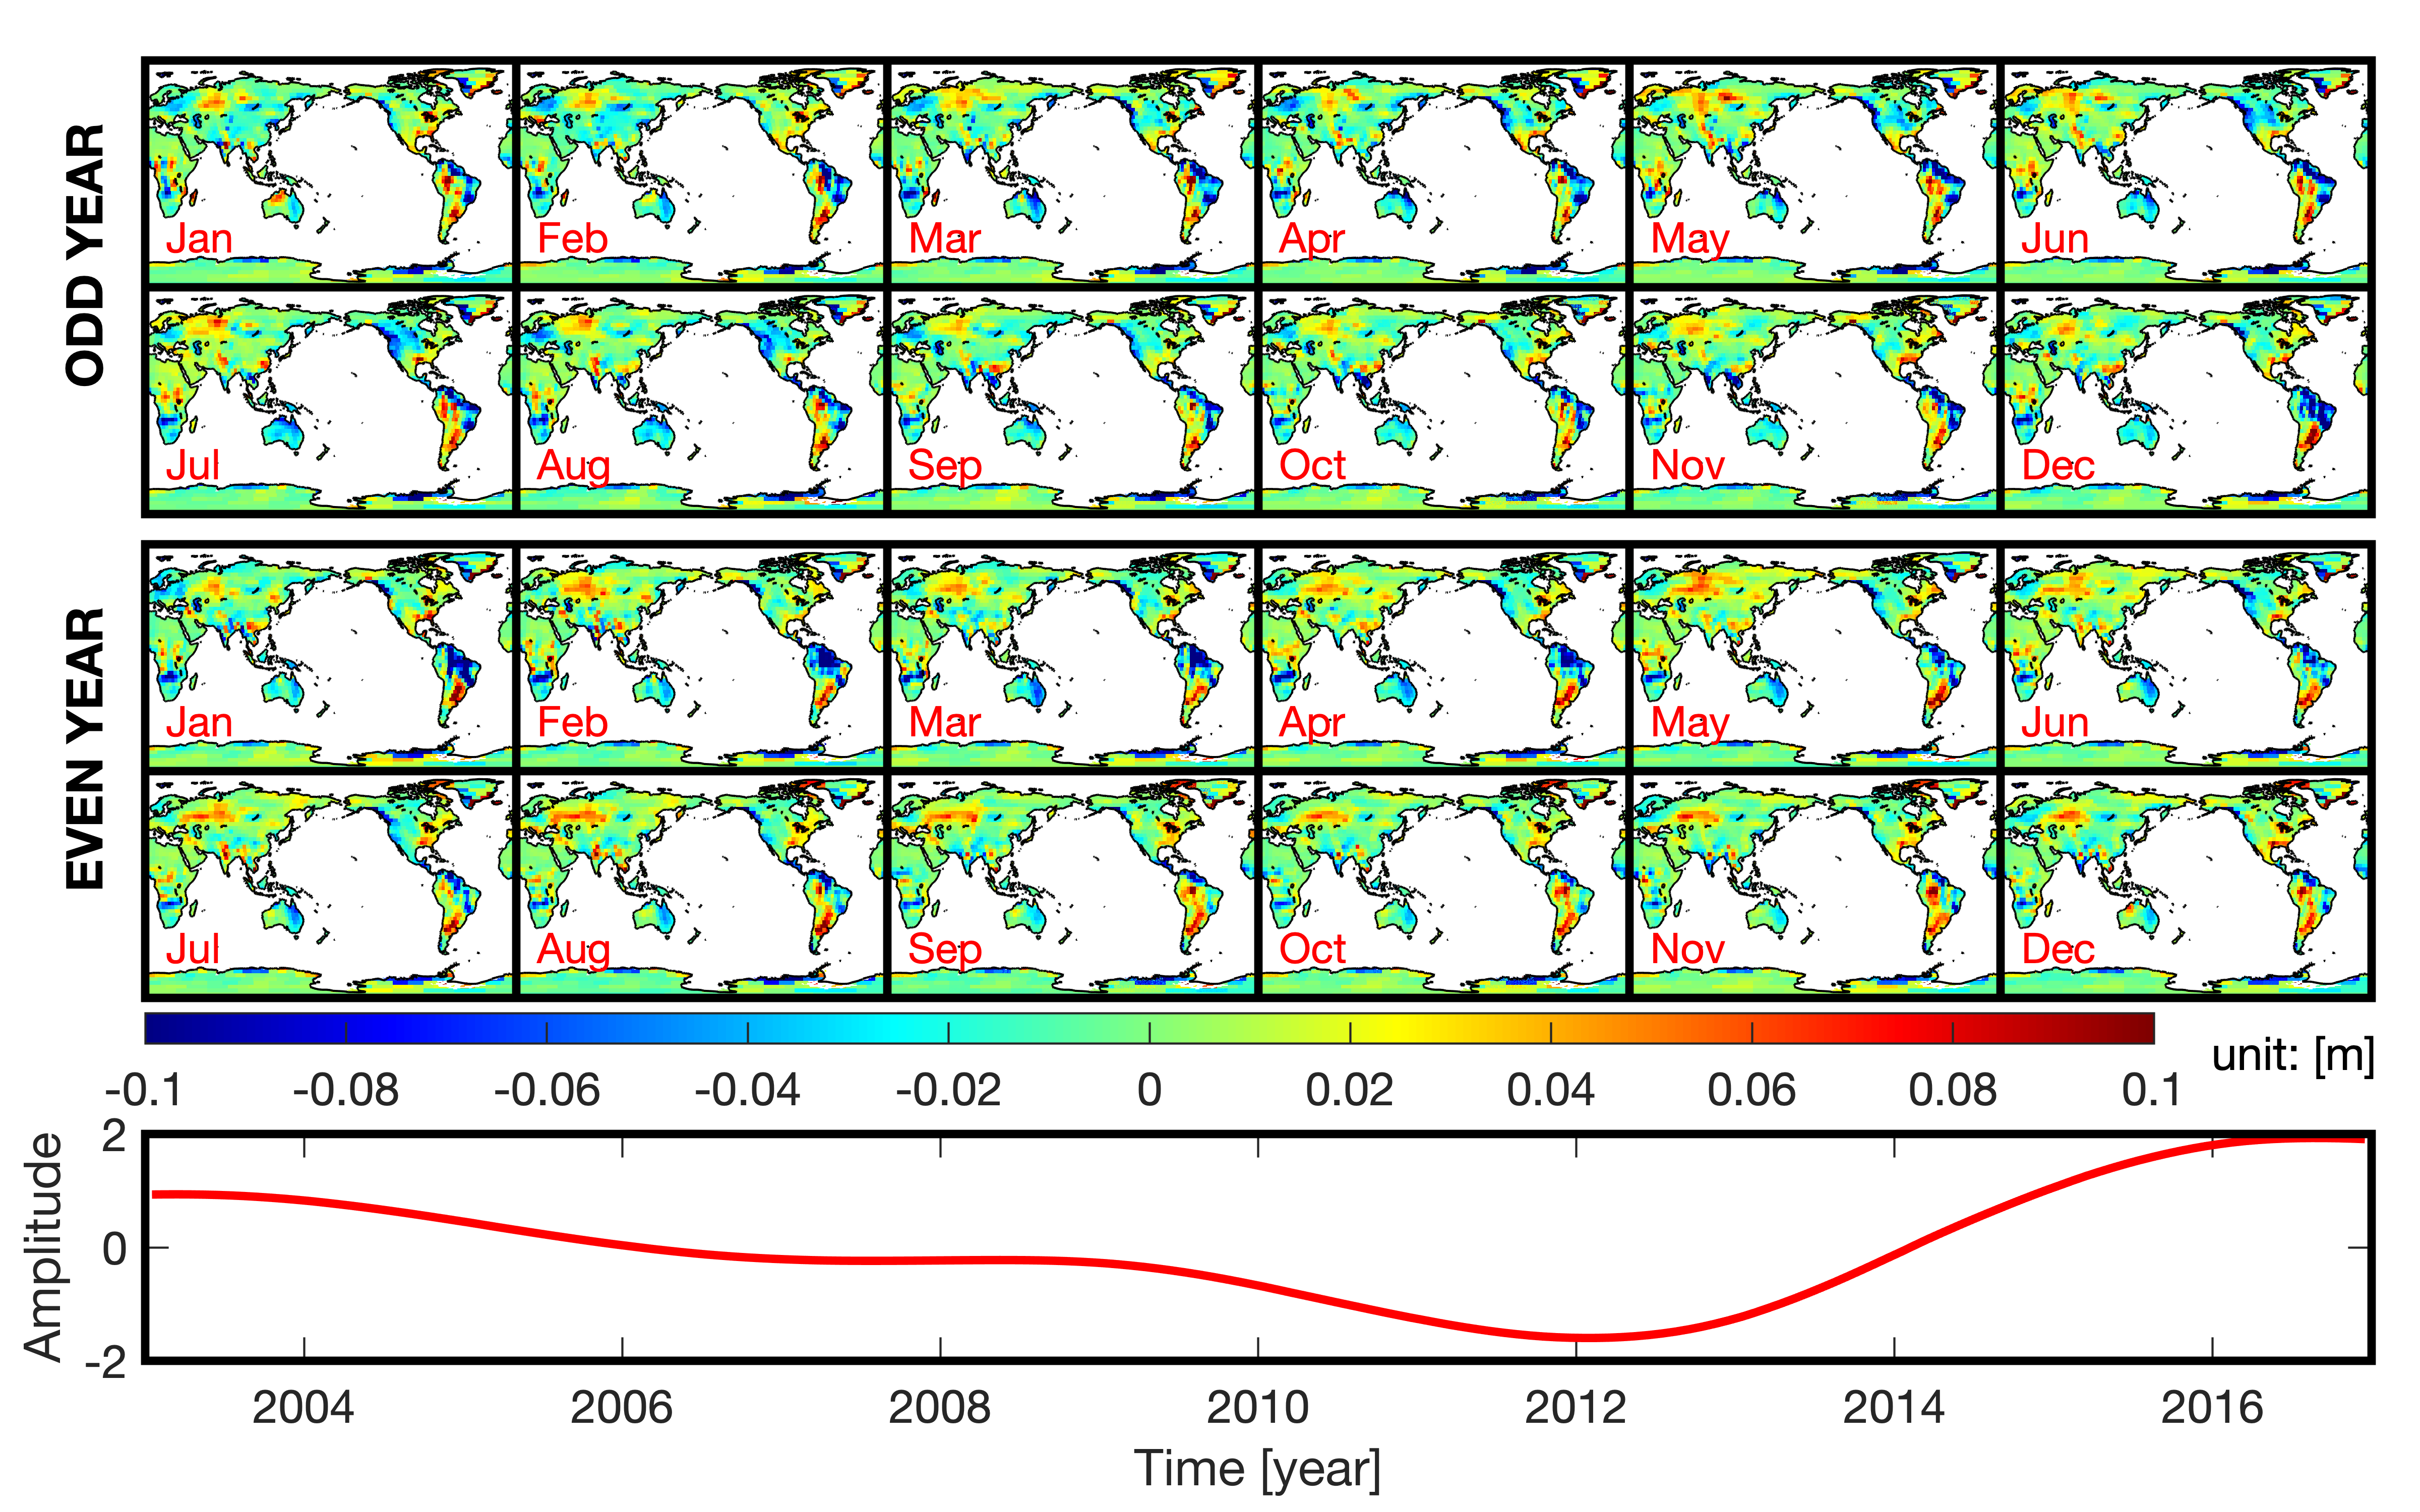 ODD YEAR
Jan Feb Mar Apr May Jun
Jul Aug Sep Oct Nov Dec
EVEN YEAR
Jan Feb Mar Apr May Jun
Jul Aug Sep Oct Nov Dec
-0.1 -0.08 -0.06 -0.04 -0.02 0 0.02 0.04 0.06 0.08 0.1
unit: [m]
Amplitude
2
0
-2
2004 2006 2008 2010 2012 2014 2016
Time [year]